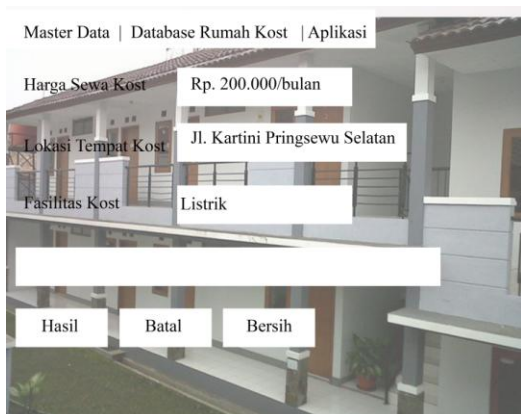 Master Data | Database Rumah Kost | Aplikasi
Harga Sewa Kost Rp. 200.000/bulan
Lokasi Tempat Kost Jl. Kartini Pringsewu Selatan
Fasilitas Kost Listrik
Hasil Batal Bersih